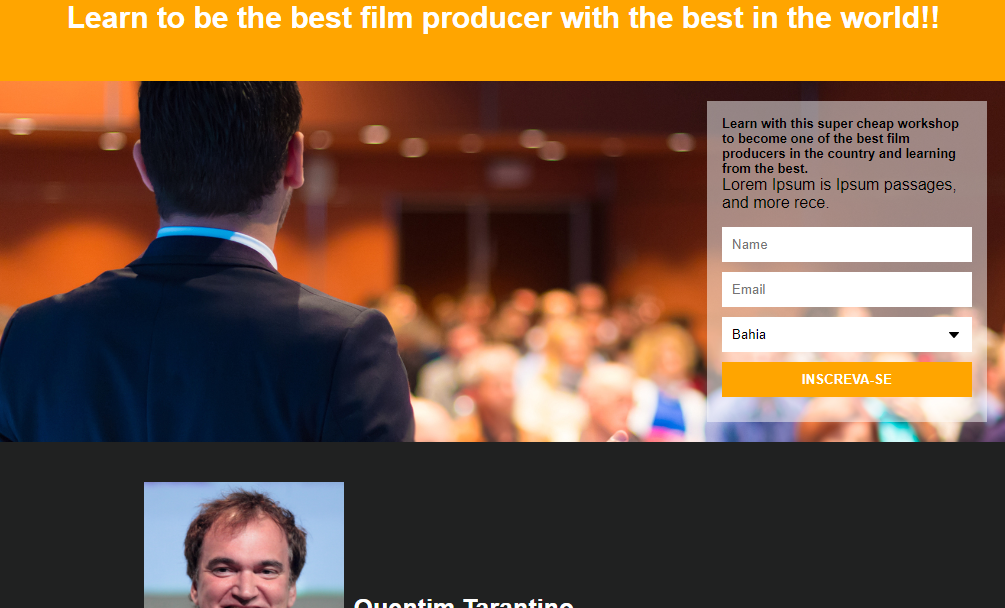 Learn to be the best film producer with the best in the world!!
Learn with this super cheap workshop
to become one of the best film
producers in the country and learning
from the best.
Lorem Ipsum is Ipsum passages,
and more rece.
Name
Email
Bahia
INSCREVA-SE
Quentim Tarantino